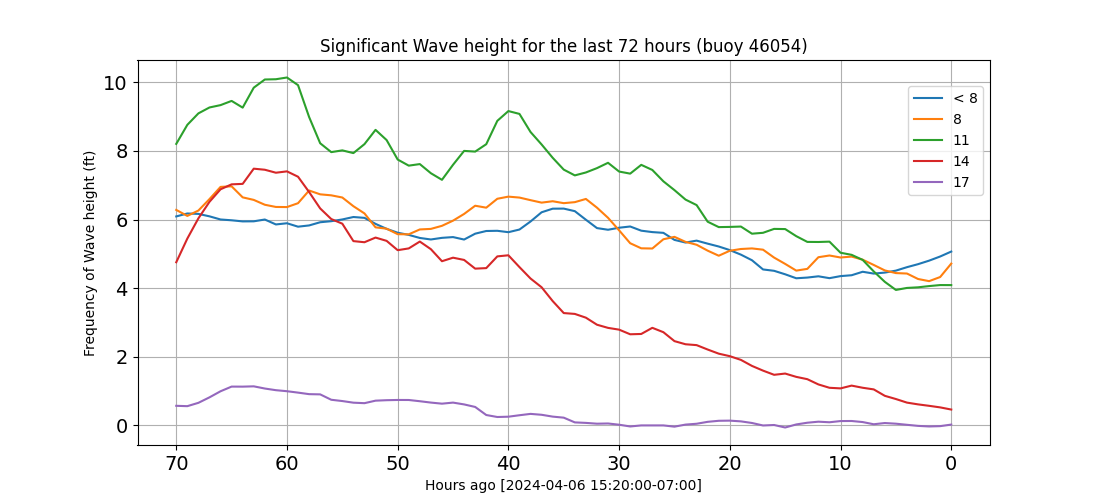 Significant Wave height for the last 72 hours (buoy 46054)
Frequency of Wave height (ft)
10
8
6
4
2
0
< 8
8
11
14
17
70 60 50 40 30 20 10 0
Hours ago [2024-04-06 15:20:00-07:00]